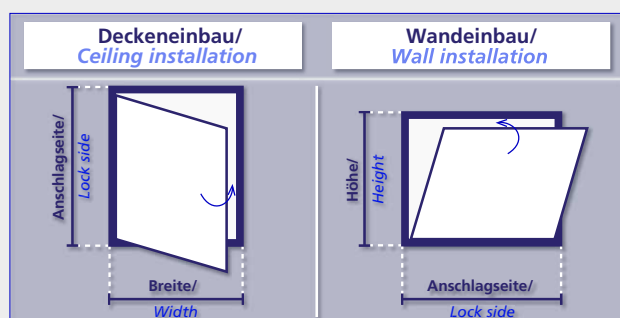 Deckeneinbau/
Ceiling installation
Wandeinbau/
Wall installation
Anschlagseite/
Lock side
Breite/
Width
Höhe/
Height
Anschlagseite/
Lock side